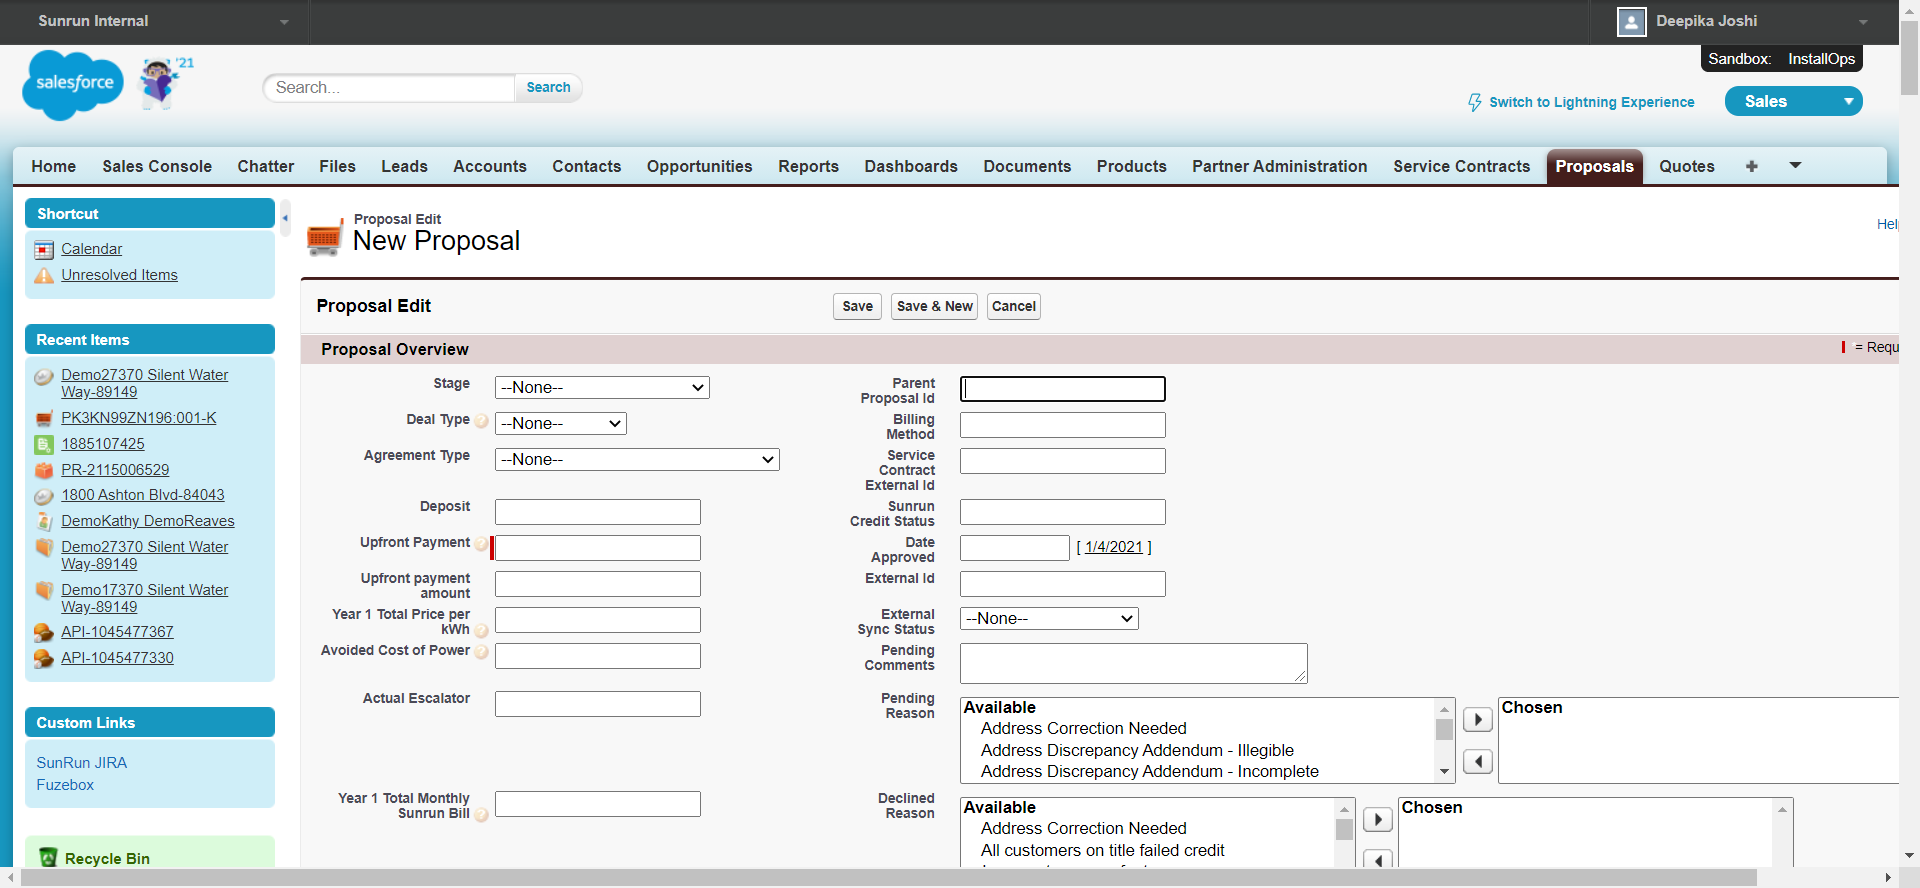 Sunrun Internal
Deepika Joshi
Sandbox: InstallOps
salesforce
'21
Search...
Search
Switch to Lightning Experience
Sales
Home Sales Console Chatter Files Leads Accounts Contacts Opportunities Reports Dashboards Documents Products Partner Administration Service Contracts Proposals Quotes +
Shortcut
Calendar
Unresolved Items
Recent Items
Demo27370 Silent Water
Way-89149
PK3KN99ZN196:001-K
1885107425
PR-2115006529
1800 Ashton Blvd-84043
DemoKathy DemoReaves
Demo27370 Silent Water
Way-89149
Demo17370 Silent Water
Way-89149
API-1045477367
API-1045477330
Custom Links
SunRun JIRA
Fuzebox
Recycle Bin
Proposal Edit
New Proposal
Proposal Edit
Save
Save & New
Cancel
Proposal Overview
Stage
--None--
Deal Type
?
--None--
Agreement Type
--None--
Deposit
Upfront Payment
?
Upfront payment
amount
Year 1 Total Price per
kWh
?
Avoided Cost of Power
?
Actual Escalator
Year 1 Total Monthly
Sunrun Bill
?
Parent
Proposal Id
Billing
Method
Service
Contract
External Id
Sunrun
Credit Status
Date
Approved
[ 1/4/2021 ]
External Id
External
Sync Status
--None--
Pending
Comments
Pending
Reason
Available
Address Correction Needed
Address Discrepancy Addendum - Illegible
Address Discrepancy Addendum - Incomplete
Chosen
Declined
Reason
Available
Address Correction Needed
All customers on title failed credit
Chosen